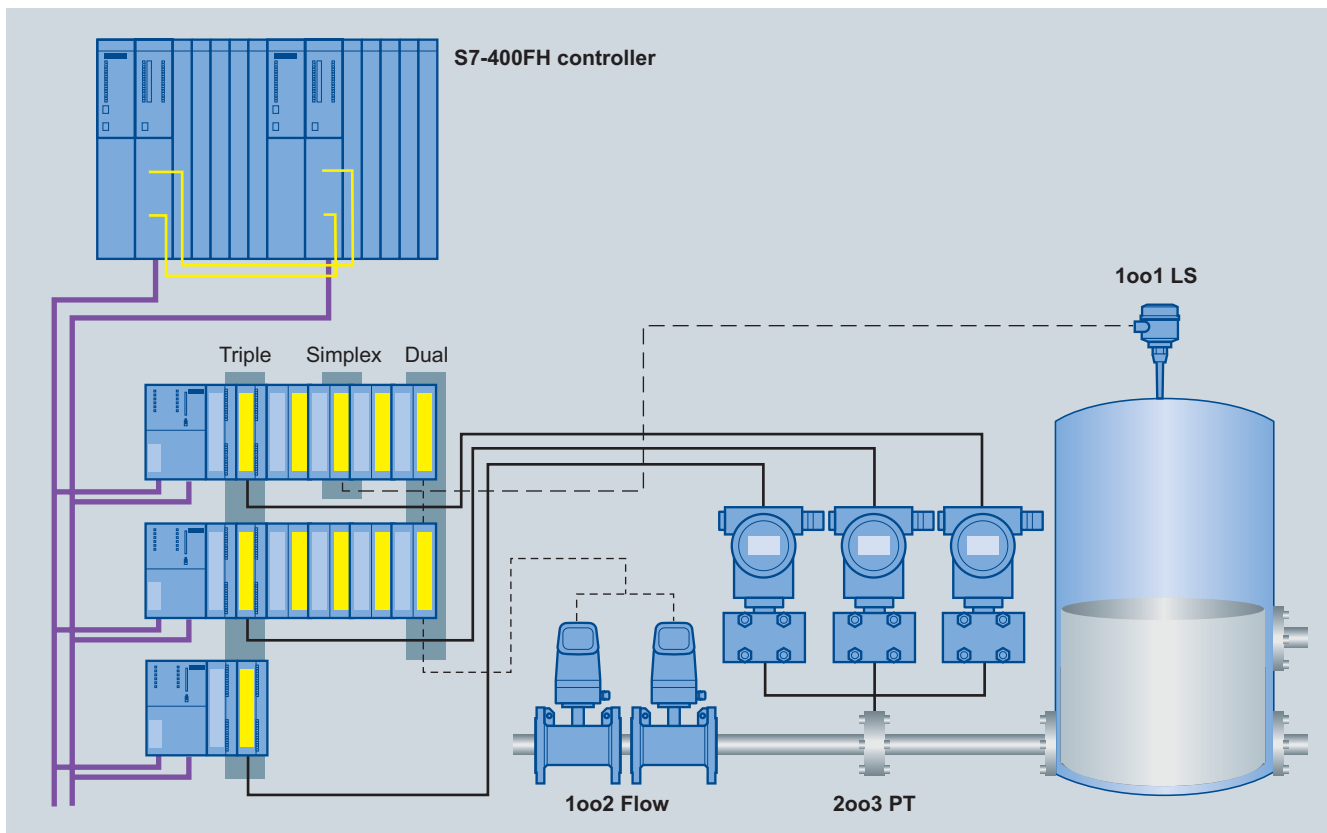 S7-400FH controller
1oo1 LS
Triple Simplex Dual
1oo2 Flow
2oo3 PT